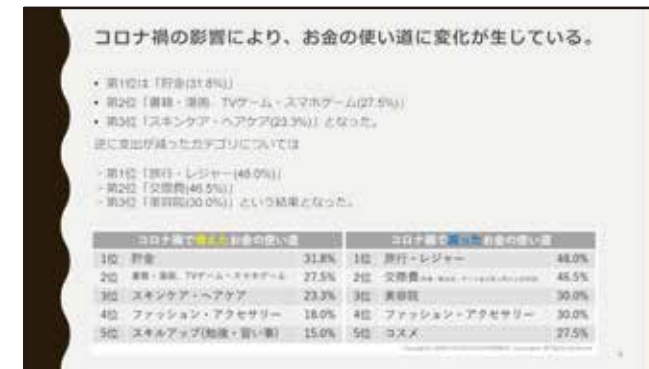 コロナ禍の影響により、お金の使い道に変化が生じている。
• 第1位は「貯金(31.8%)」
• 第2位「書籍・漫画、TVゲーム・スマホゲーム(27.5%)」
• 第3位「スキンケア・ヘアケア(23.3%)」となった。
逆に支出が減ったカテゴリについては
- 第1位「旅行・レジャー(48.0%)」
- 第2位「交際費(46.5%)」
- 第3位「美容院(30.0%)」という結果となった。
コロナ禍で増えたお金の使い道 コロナ禍で減ったお金の使い道
1位 貯金 31.8% 1位 旅行・レジャー 48.0%
2位 書籍・漫画、TVゲーム・スマホゲーム 27.5% 2位 交際費 46.5%
3位 スキンケア・ヘアケア 23.3% 3位 美容院 30.0%
4位 ファッション・アクセサリー 18.0% 4位 ファッション・アクセサリー 30.0%
5位 スキルアップ(勉強・習い事) 15.0% 5位 コスメ 27.5%